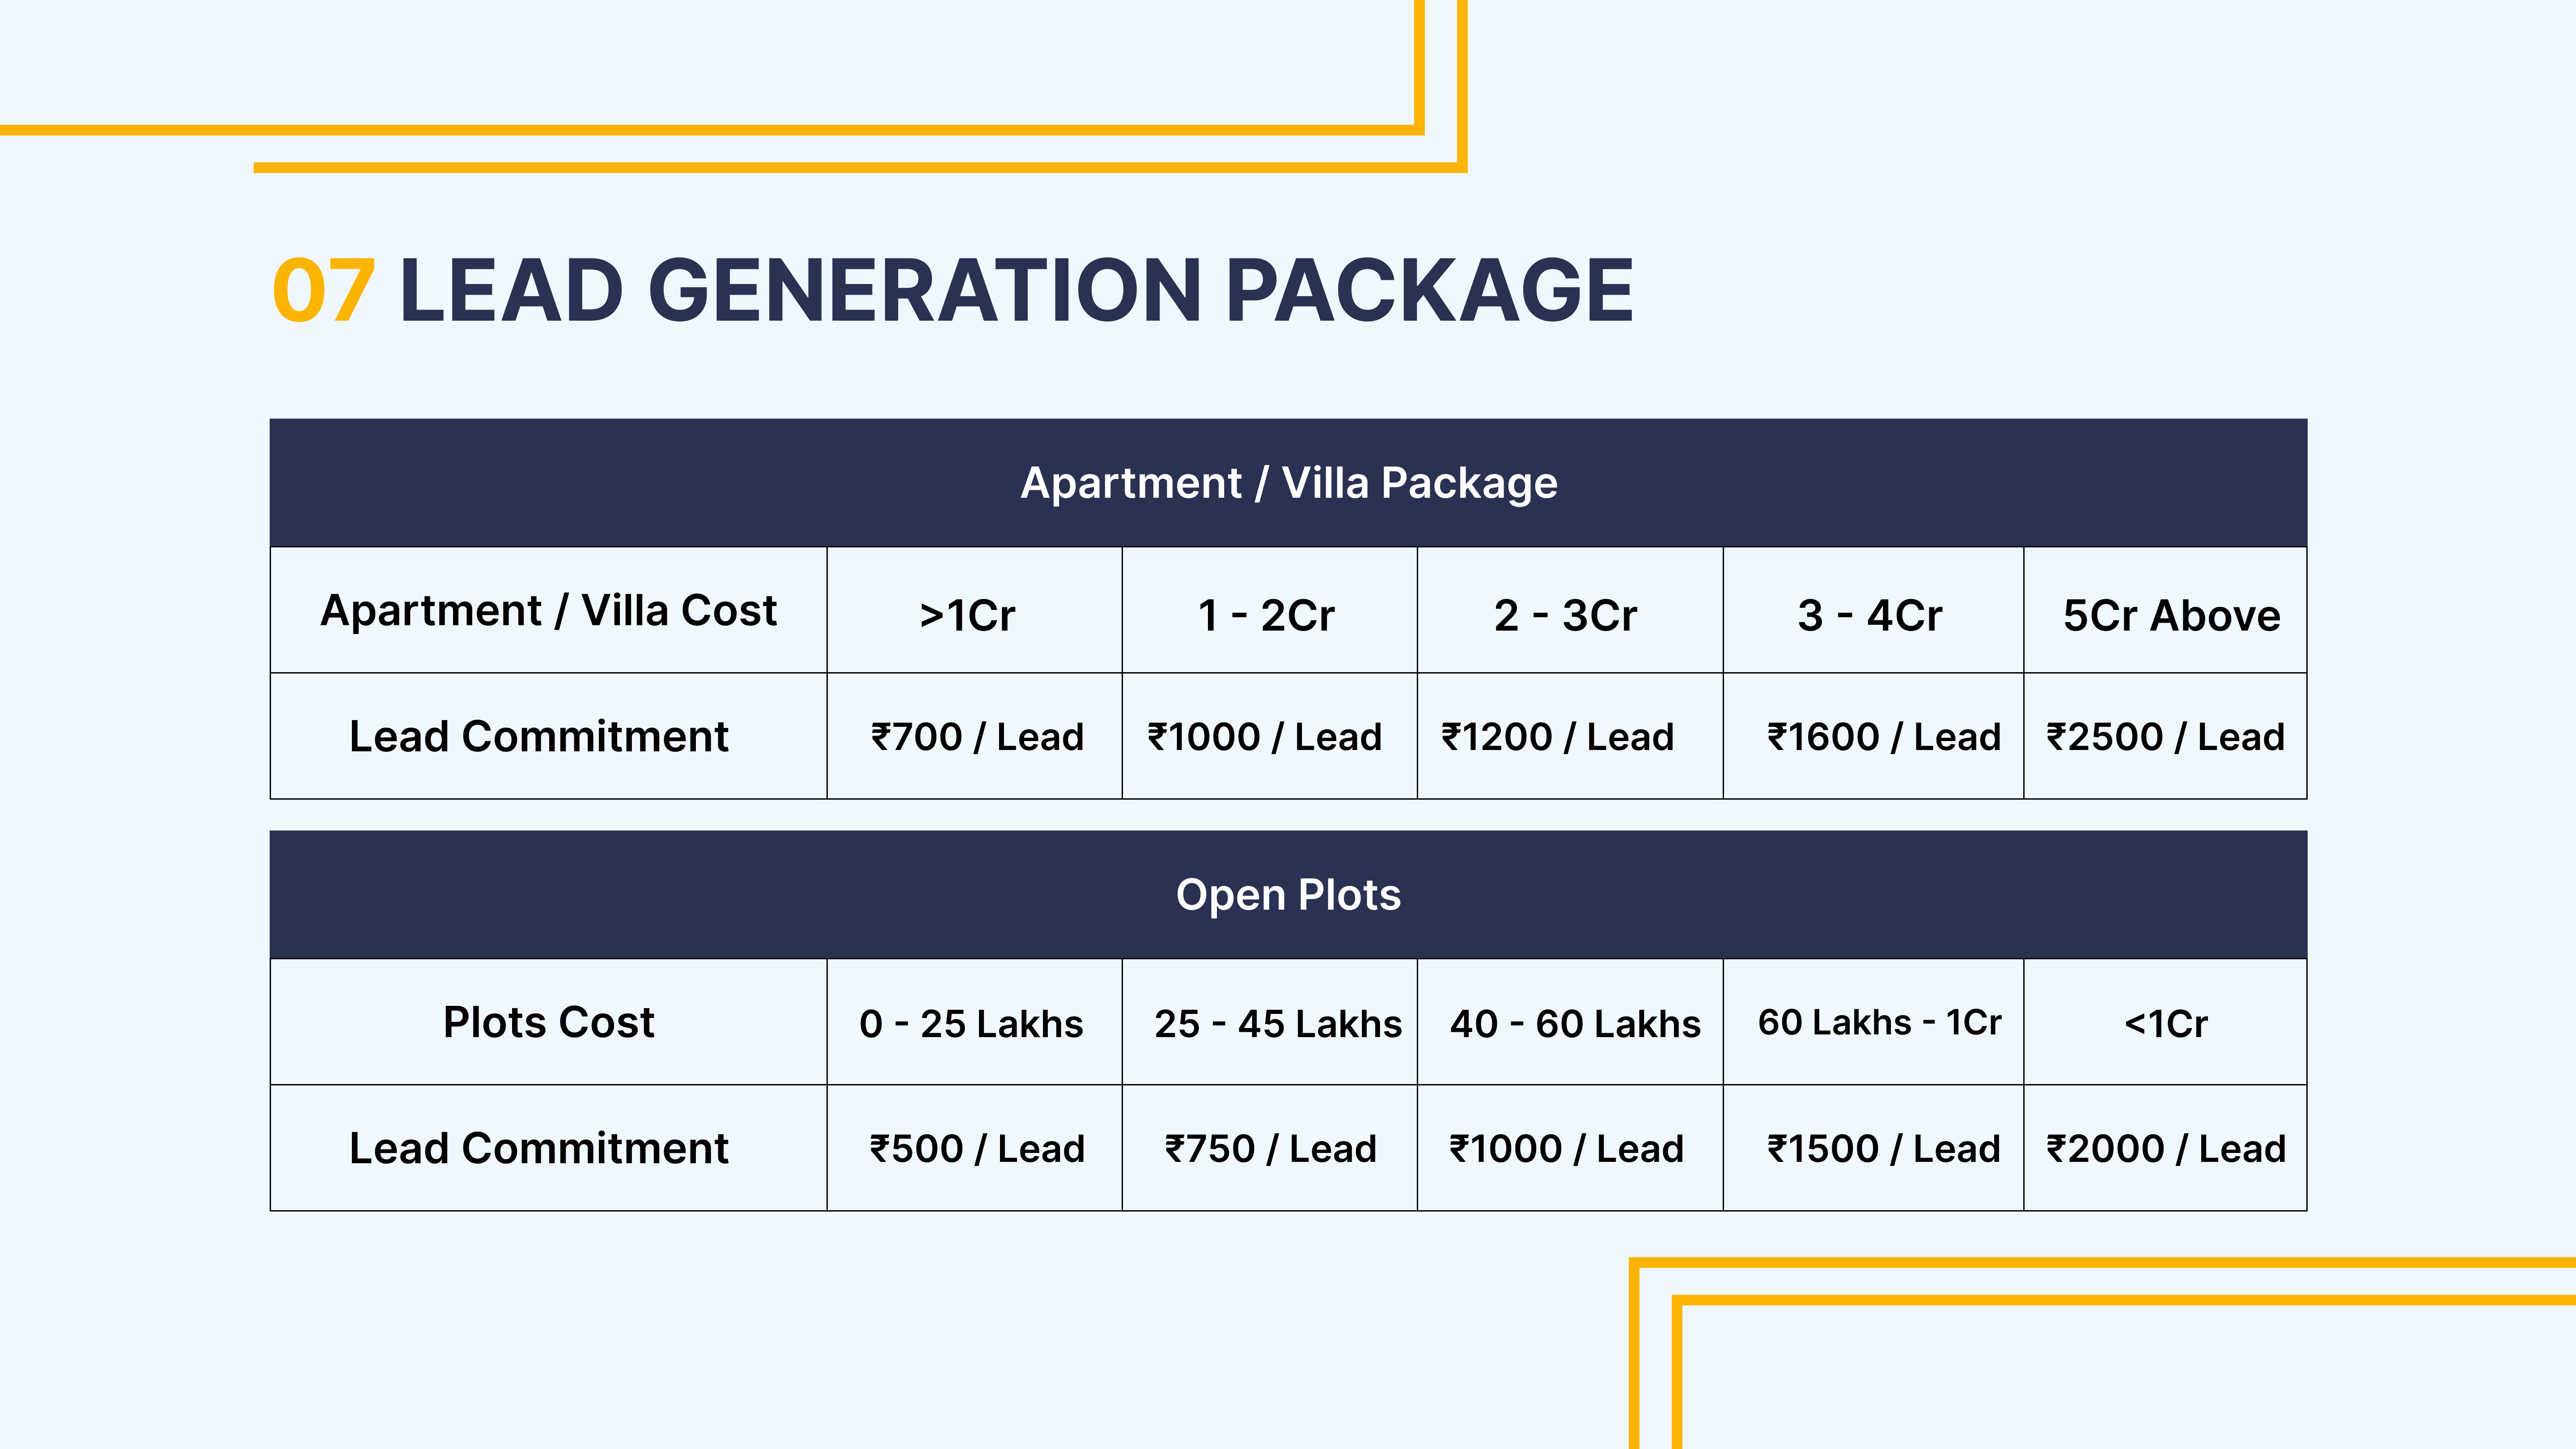 07 LEAD GENERATION PACKAGE
Apartment / Villa Package
Apartment / Villa Cost >1Cr 1 - 2Cr 2 - 3Cr 3 - 4Cr 5Cr Above
Lead Commitment ₹700 / Lead ₹1000 / Lead ₹1200 / Lead ₹1600 / Lead ₹2500 / Lead
Open Plots
Plots Cost 0 - 25 Lakhs 25 - 45 Lakhs 40 - 60 Lakhs 60 Lakhs - 1Cr <1Cr
Lead Commitment ₹500 / Lead ₹750 / Lead ₹1000 / Lead ₹1500 / Lead ₹2000 / Lead